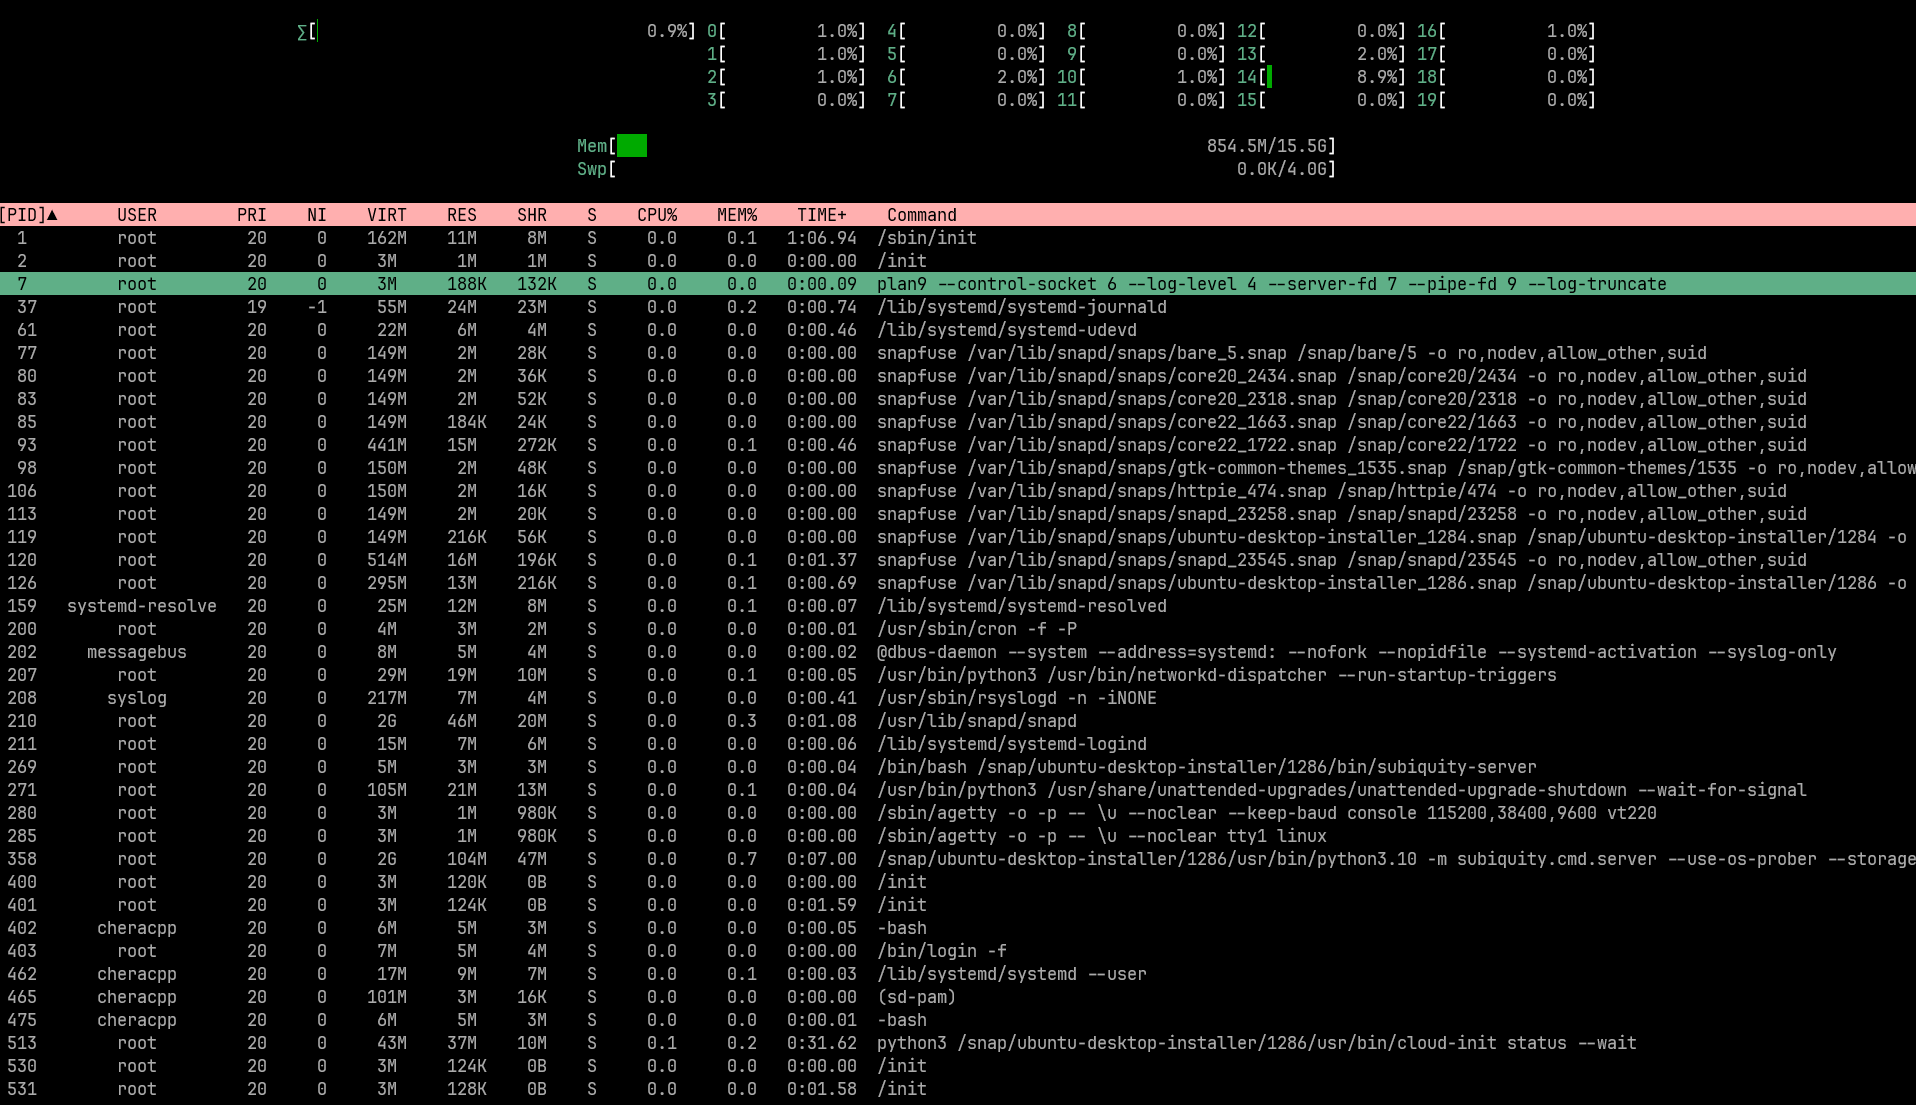 ∑[ 0.9%] 0[ 1.0%] 4[ 0.0%] 8[ 0.0%] 12[ 0.0%] 16[ 1.0%]
1[ 1.0%] 5[ 0.0%] 9[ 0.0%] 13[ 2.0%] 17[ 0.0%]
2[ 1.0%] 6[ 2.0%] 10[ 1.0%] 14[ 8.9%] 18[ 0.0%]
3[ 0.0%] 7[ 0.0%] 11[ 0.0%] 15[ 0.0%] 19[ 0.0%]
Mem[ 854.5M/15.5G]
Swp[ 0.0K/4.0G]
[PID]▲ USER PRI NI VIRT RES SHR S CPU% MEM% TIME+ Command
1 root 20 0 162M 11M 8M S 0.0 0.1 1:06.94 /sbin/init
2 root 20 0 3M 1M 1M S 0.0 0.0 0:00.00 /init
7 root 20 0 3M 188K 132K S 0.0 0.0 0:00.09 plan9 --control-socket 6 --log-level 4 --server-fd 7 --pipe-fd 9 --log-truncate
37 root 19 -1 55M 24M 23M S 0.0 0.2 0:00.74 /lib/systemd/systemd-journald
61 root 20 0 22M 6M 4M S 0.0 0.0 0:00.46 /lib/systemd/systemd-udevd
77 root 20 0 149M 2M 28K S 0.0 0.0 0:00.00 snapfuse /var/lib/snapd/snaps/bare_5.snap /snap/bare/5 -o ro,nodev,allow_other,suid
80 root 20 0 149M 2M 36K S 0.0 0.0 0:00.00 snapfuse /var/lib/snapd/snaps/core20_2434.snap /snap/core20/2434 -o ro,nodev,allow_other,suid
83 root 20 0 149M 2M 52K S 0.0 0.0 0:00.00 snapfuse /var/lib/snapd/snaps/core20_2318.snap /snap/core20/2318 -o ro,nodev,allow_other,suid
85 root 20 0 149M 184K 24K S 0.0 0.0 0:00.00 snapfuse /var/lib/snapd/snaps/core22_1663.snap /snap/core22/1663 -o ro,nodev,allow_other,suid
93 root 20 0 441M 15M 272K S 0.0 0.1 0:00.46 snapfuse /var/lib/snapd/snaps/core22_1722.snap /snap/core22/1722 -o ro,nodev,allow_other,suid
98 root 20 0 150M 2M 48K S 0.0 0.0 0:00.00 snapfuse /var/lib/snapd/snaps/gtk-common-themes_1535.snap /snap/gtk-common-themes/1535 -o ro,nodev,allow
106 root 20 0 150M 2M 16K S 0.0 0.0 0:00.00 snapfuse /var/lib/snapd/snaps/httpie_474.snap /snap/httpie/474 -o ro,nodev,allow_other,suid
113 root 20 0 149M 2M 20K S 0.0 0.0 0:00.00 snapfuse /var/lib/snapd/snaps/snapd_23258.snap /snap/snapd/23258 -o ro,nodev,allow_other,suid
119 root 20 0 149M 216K 56K S 0.0 0.0 0:00.00 snapfuse /var/lib/snapd/snaps/ubuntu-desktop-installer_1284.snap /snap/ubuntu-desktop-installer/1284 -o
120 root 20 0 514M 16M 196K S 0.0 0.1 0:01.37 snapfuse /var/lib/snapd/snaps/snapd_23545.snap /snap/snapd/23545 -o ro,nodev,allow_other,suid
126 root 20 0 295M 13M 216K S 0.0 0.1 0:00.69 snapfuse /var/lib/snapd/snaps/ubuntu-desktop-installer_1286.snap /snap/ubuntu-desktop-installer/1286 -o
159 systemd-resolve 20 0 25M 12M 8M S 0.0 0.1 0:00.07 /lib/systemd/systemd-resolved
200 root 20 0 4M 3M 2M S 0.0 0.0 0:00.01 /usr/sbin/cron -f -P
202 messagebus 20 0 8M 5M 4M S 0.0 0.0 0:00.02 @dbus-daemon --system --address=systemd: --nofork --nopidfile --systemd-activation --syslog-only
207 root 20 0 29M 19M 10M S 0.0 0.1 0:00.05 /usr/bin/python3 /usr/bin/networkd-dispatcher --run-startup-triggers
208 syslog 20 0 217M 7M 4M S 0.0 0.0 0:00.41 /usr/sbin/rsyslogd -n -iNONE
210 root 20 0 2G 46M 20M S 0.0 0.3 0:01.08 /usr/lib/snapd/snapd
211 root 20 0 15M 7M 6M S 0.0 0.0 0:00.06 /lib/systemd/systemd-logind
269 root 20 0 5M 3M 3M S 0.0 0.0 0:00.04 /bin/bash /snap/ubuntu-desktop-installer/1286/bin/subiquity-server
271 root 20 0 105M 21M 13M S 0.0 0.1 0:00.04 /usr/bin/python3 /usr/share/unattended-upgrades/unattended-upgrade-shutdown --wait-for-signal
280 root 20 0 3M 1M 980K S 0.0 0.0 0:00.00 /sbin/agetty -o -p -- \u --noclear --keep-baud console 115200,38400,9600 vt220
285 root 20 0 3M 1M 980K S 0.0 0.0 0:00.00 /sbin/agetty -o -p -- \u --noclear tty1 linux
358 root 20 0 2G 104M 47M S 0.0 0.7 0:07.00 /snap/ubuntu-desktop-installer/1286/usr/bin/python3.10 -m subiquity.cmd.server --use-os-prober --storage
400 root 20 0 3M 120K 0B S 0.0 0.0 0:00.00 /init
401 root 20 0 3M 124K 0B S 0.0 0.0 0:01.59 /init
402 cheracpp 20 0 6M 5M 3M S 0.0 0.0 0:00.05 -bash
403 root 20 0 7M 5M 4M S 0.0 0.0 0:00.00 /bin/login -f
462 cheracpp 20 0 17M 9M 7M S 0.0 0.1 0:00.03 /lib/systemd/systemd --user
465 cheracpp 20 0 101M 3M 16K S 0.0 0.0 0:00.00 (sd-pam)
475 cheracpp 20 0 6M 5M 3M S 0.0 0.0 0:00.01 -bash
513 root 20 0 43M 37M 10M S 0.1 0.2 0:31.62 python3 /snap/ubuntu-desktop-installer/1286/usr/bin/cloud-init status --wait
530 root 20 0 3M 124K 0B S 0.0 0.0 0:00.00 /init
531 root 20 0 3M 128K 0B S 0.0 0.0 0:01.58 /init